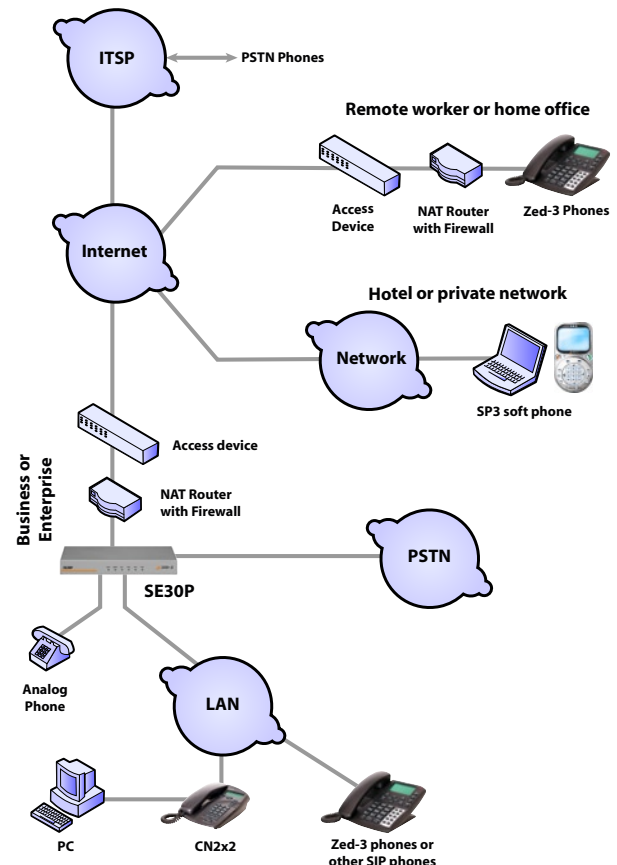 ITSP
PSTN Phones
Remote worker or home office
Access
Device
NAT Router
with Firewall
Zed-3 Phones
Internet
Hotel or private network
Network
SP3 soft phone
Access device
Business or
Enterprise
NAT Router
with Firewall
PSTN
SE30P
Analog
Phone
LAN
PC
CN2x2
Zed-3 phones or
other SIP phones